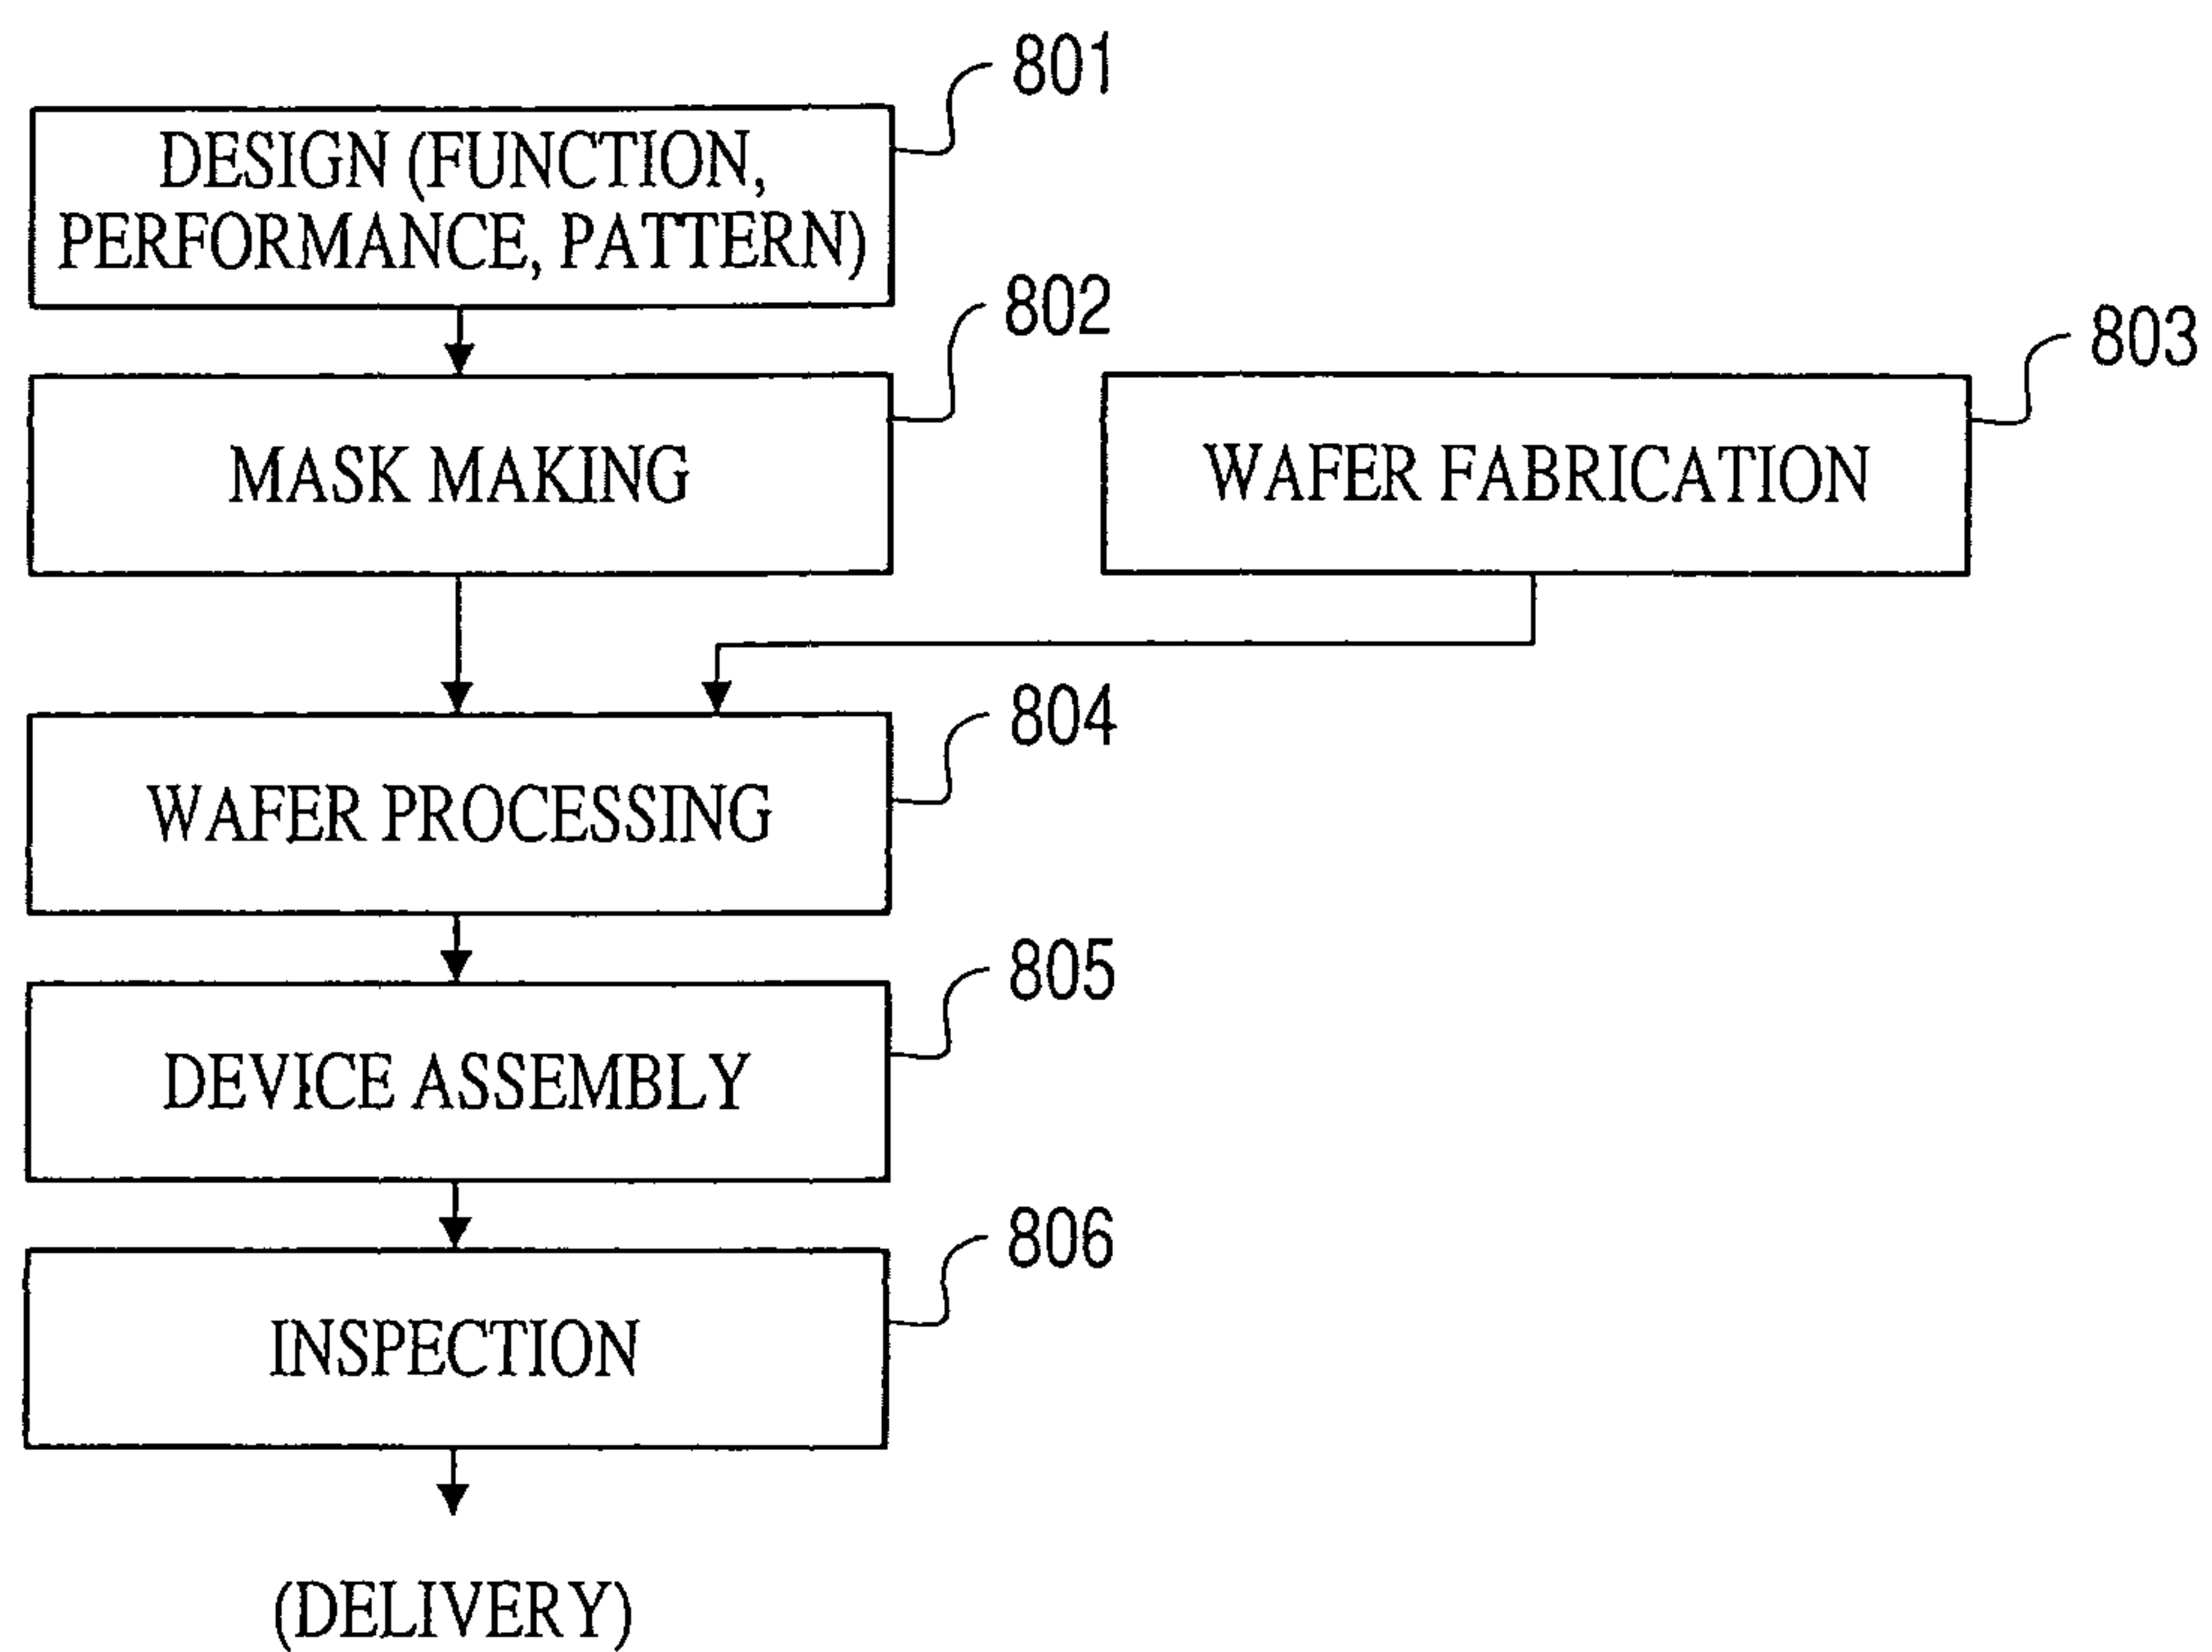 801
DESIGN (FUNCTION,
PERFORMANCE, PATTERN)
802
MASK MAKING
803
WAFER FABRICATION
804
WAFER PROCESSING
805
DEVICE ASSEMBLY
806
INSPECTION
(DELIVERY)